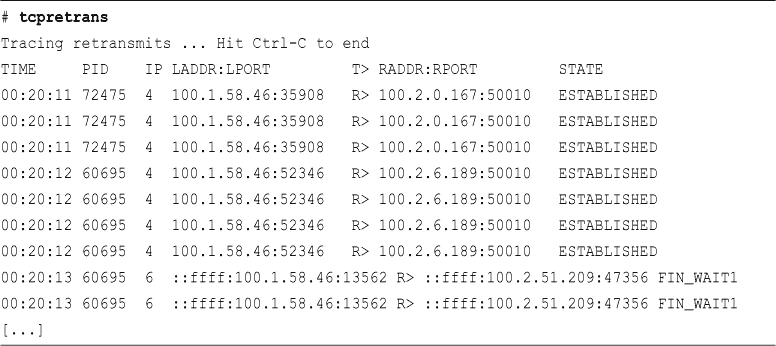 # tcpretrans
Tracing retransmits ... Hit Ctrl-C to end
TIME     PID    IP LADDR:LPORT          T> RADDR:RPORT          STATE
00:20:11 72475  4  100.1.58.46:35908    R> 100.2.0.167:50010    ESTABLISHED
00:20:11 72475  4  100.1.58.46:35908    R> 100.2.0.167:50010    ESTABLISHED
00:20:11 72475  4  100.1.58.46:35908    R> 100.2.0.167:50010    ESTABLISHED
00:20:12 60695  4  100.1.58.46:52346    R> 100.2.6.189:50010    ESTABLISHED
00:20:12 60695  4  100.1.58.46:52346    R> 100.2.6.189:50010    ESTABLISHED
00:20:12 60695  4  100.1.58.46:52346    R> 100.2.6.189:50010    ESTABLISHED
00:20:12 60695  4  100.1.58.46:52346    R> 100.2.6.189:50010    ESTABLISHED
00:20:13 60695  6  ::ffff:100.1.58.46:13562 R> ::ffff:100.2.51.209:47356 FIN_WAIT1
00:20:13 60695  6  ::ffff:100.1.58.46:13562 R> ::ffff:100.2.51.209:47356 FIN_WAIT1
[...]